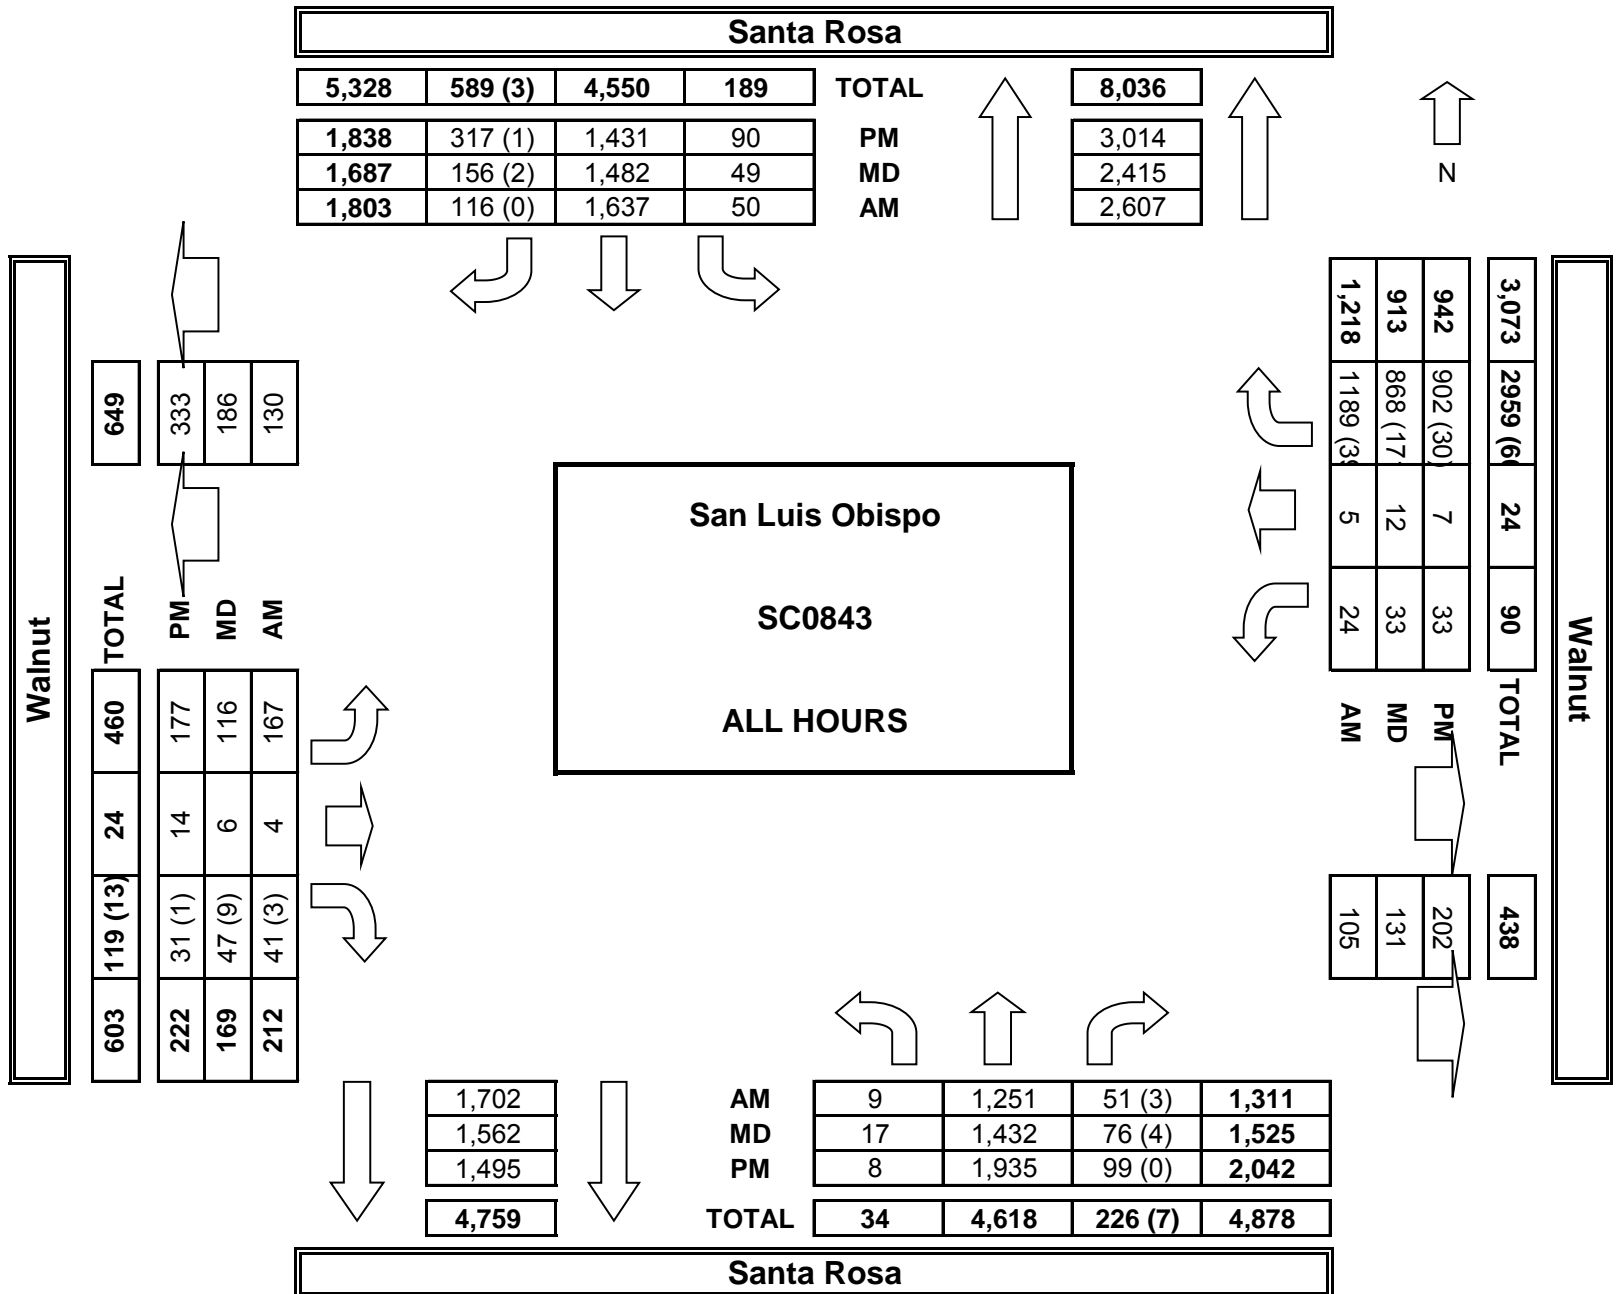 Santa Rosa
5,328 589 (3) 4,550 189 TOTAL 8,036
1,838 317 (1) 1,431 90 PM 3,014
1,687 156 (2) 1,482 49 MD 2,415
1,803 116 (0) 1,637 50 AM 2,607
N
Walnut
649 333 186 130
TOTAL PM MD AM
460 177 116 167
24 14 6 4
119 (13) 31 (1) 47 (9) 41 (3)
603 222 169 212
San Luis Obispo
SC0843
ALL HOURS
1,218 913 942 3,073
1189 (39 868 (17 902 (30) 2959 (6
5 12 7 24
24 33 33 90
AM MD PM TOTAL
105 131 202 438
Walnut
1,702 AM 9 1,251 51 (3) 1,311
1,562 MD 17 1,432 76 (4) 1,525
1,495 PM 8 1,935 99 (0) 2,042
4,759 TOTAL 34 4,618 226 (7) 4,878
Santa Rosa